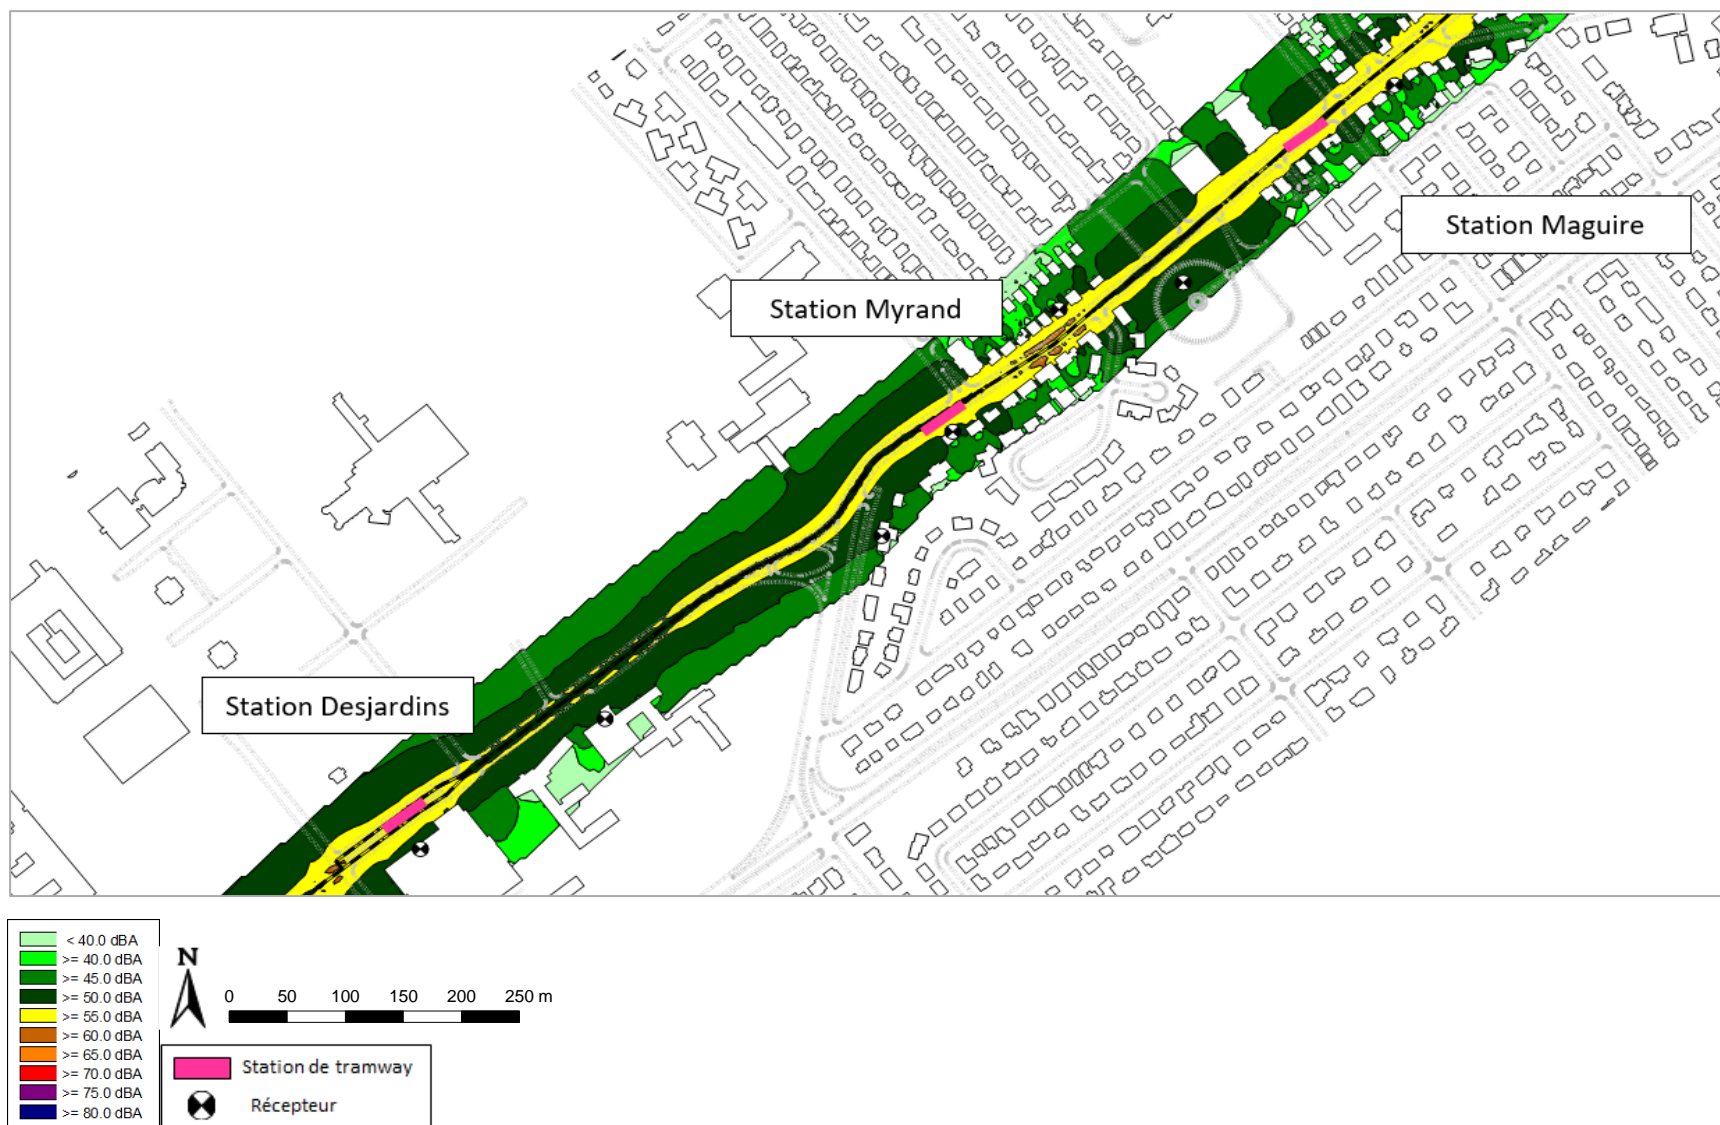 Station Maguire
Station Myrand
Station Desjardins
< 40.0 dBA
>= 40.0 dBA
>= 45.0 dBA
>= 50.0 dBA
>= 55.0 dBA
>= 60.0 dBA
>= 65.0 dBA
>= 70.0 dBA
>= 75.0 dBA
>= 80.0 dBA
N
0 50 100 150 200 250 m
Station de tramway
Récepteur